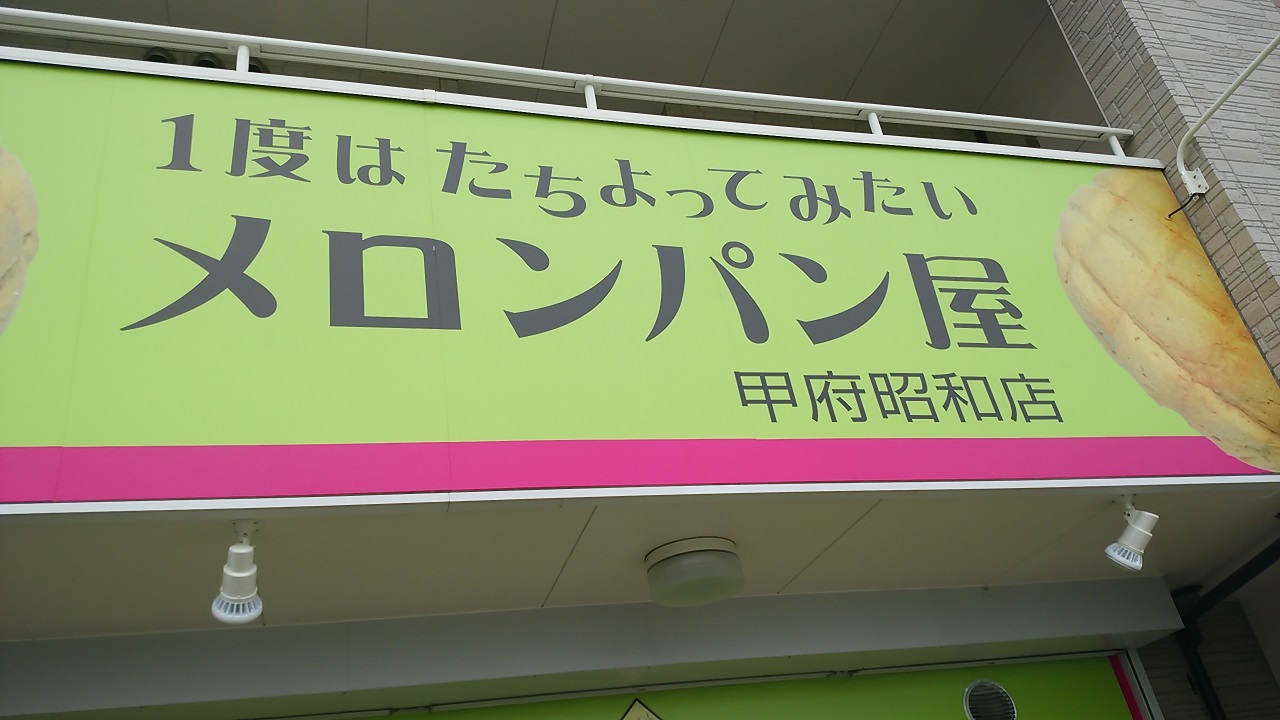 1度は たちよってみたい
メロンパン屋
甲府昭和店